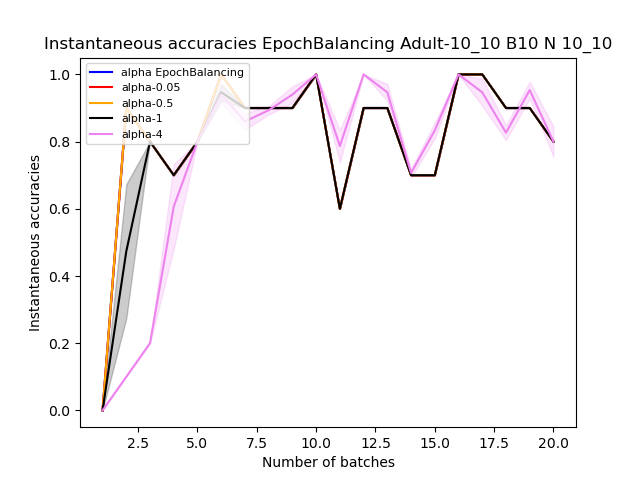 Instantaneous accuracies EpochBalancing Adult-10_10 B10 N 10_10
alpha EpochBalancing
alpha-0.05
alpha-0.5
alpha-1
alpha-4
1.0
0.8
0.6
0.4
0.2
0.0
Instantaneous accuracies
2.5 5.0 7.5 10.0 12.5 15.0 17.5 20.0
Number of batches